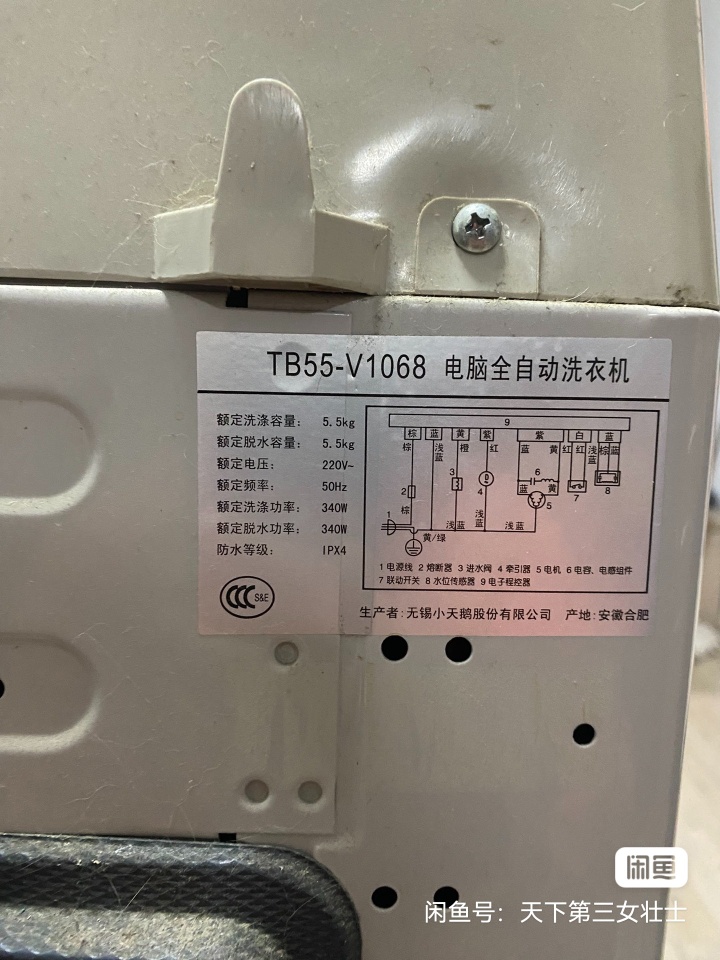 TB55-V1068 电脑全自动洗衣机
额定洗涤容量: 5.5kg
额定脱水容量: 5.5kg
额定电压: 220V~
额定频率: 50Hz
额定洗涤功率: 340W
额定脱水功率: 340W
防水等级: IPX4
9
棕 蓝 黄 紫 紫 白 蓝
棕 浅蓝 橙 红 蓝 黄 红 红 浅蓝 棕 蓝
6
3
2 4 蓝 黄 7 8
5
棕 浅蓝
1
浅蓝 浅蓝
黄/绿
1 电源线 2 熔断器 3 进水阀 4 牵引器 5 电机 6 电容、电感组件
7 联动开关 8 水位传感器 9 电子程控器
CCC S&E
生产者:无锡小天鹅股份有限公司 产地:安徽合肥
闲鱼
闲鱼号: 天下第三女壮士